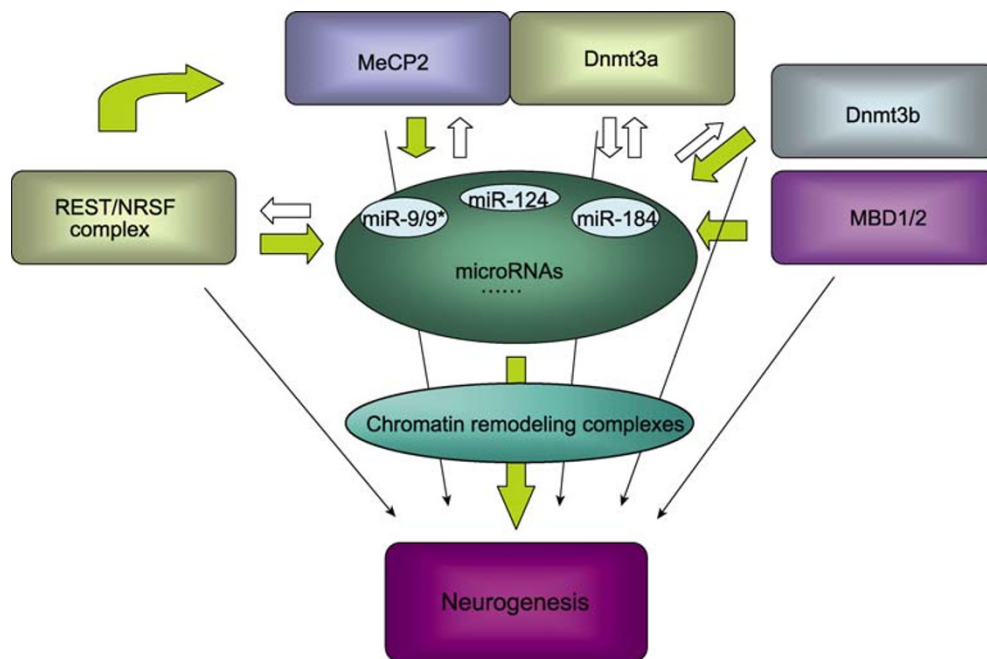 MeCP2
Dnmt3a
Dnmt3b
REST/NRSF
complex
miR-9/9*
miR-124
miR-184
MBD1/2
microRNAs
......
Chromatin remodeling complexes
Neurogenesis